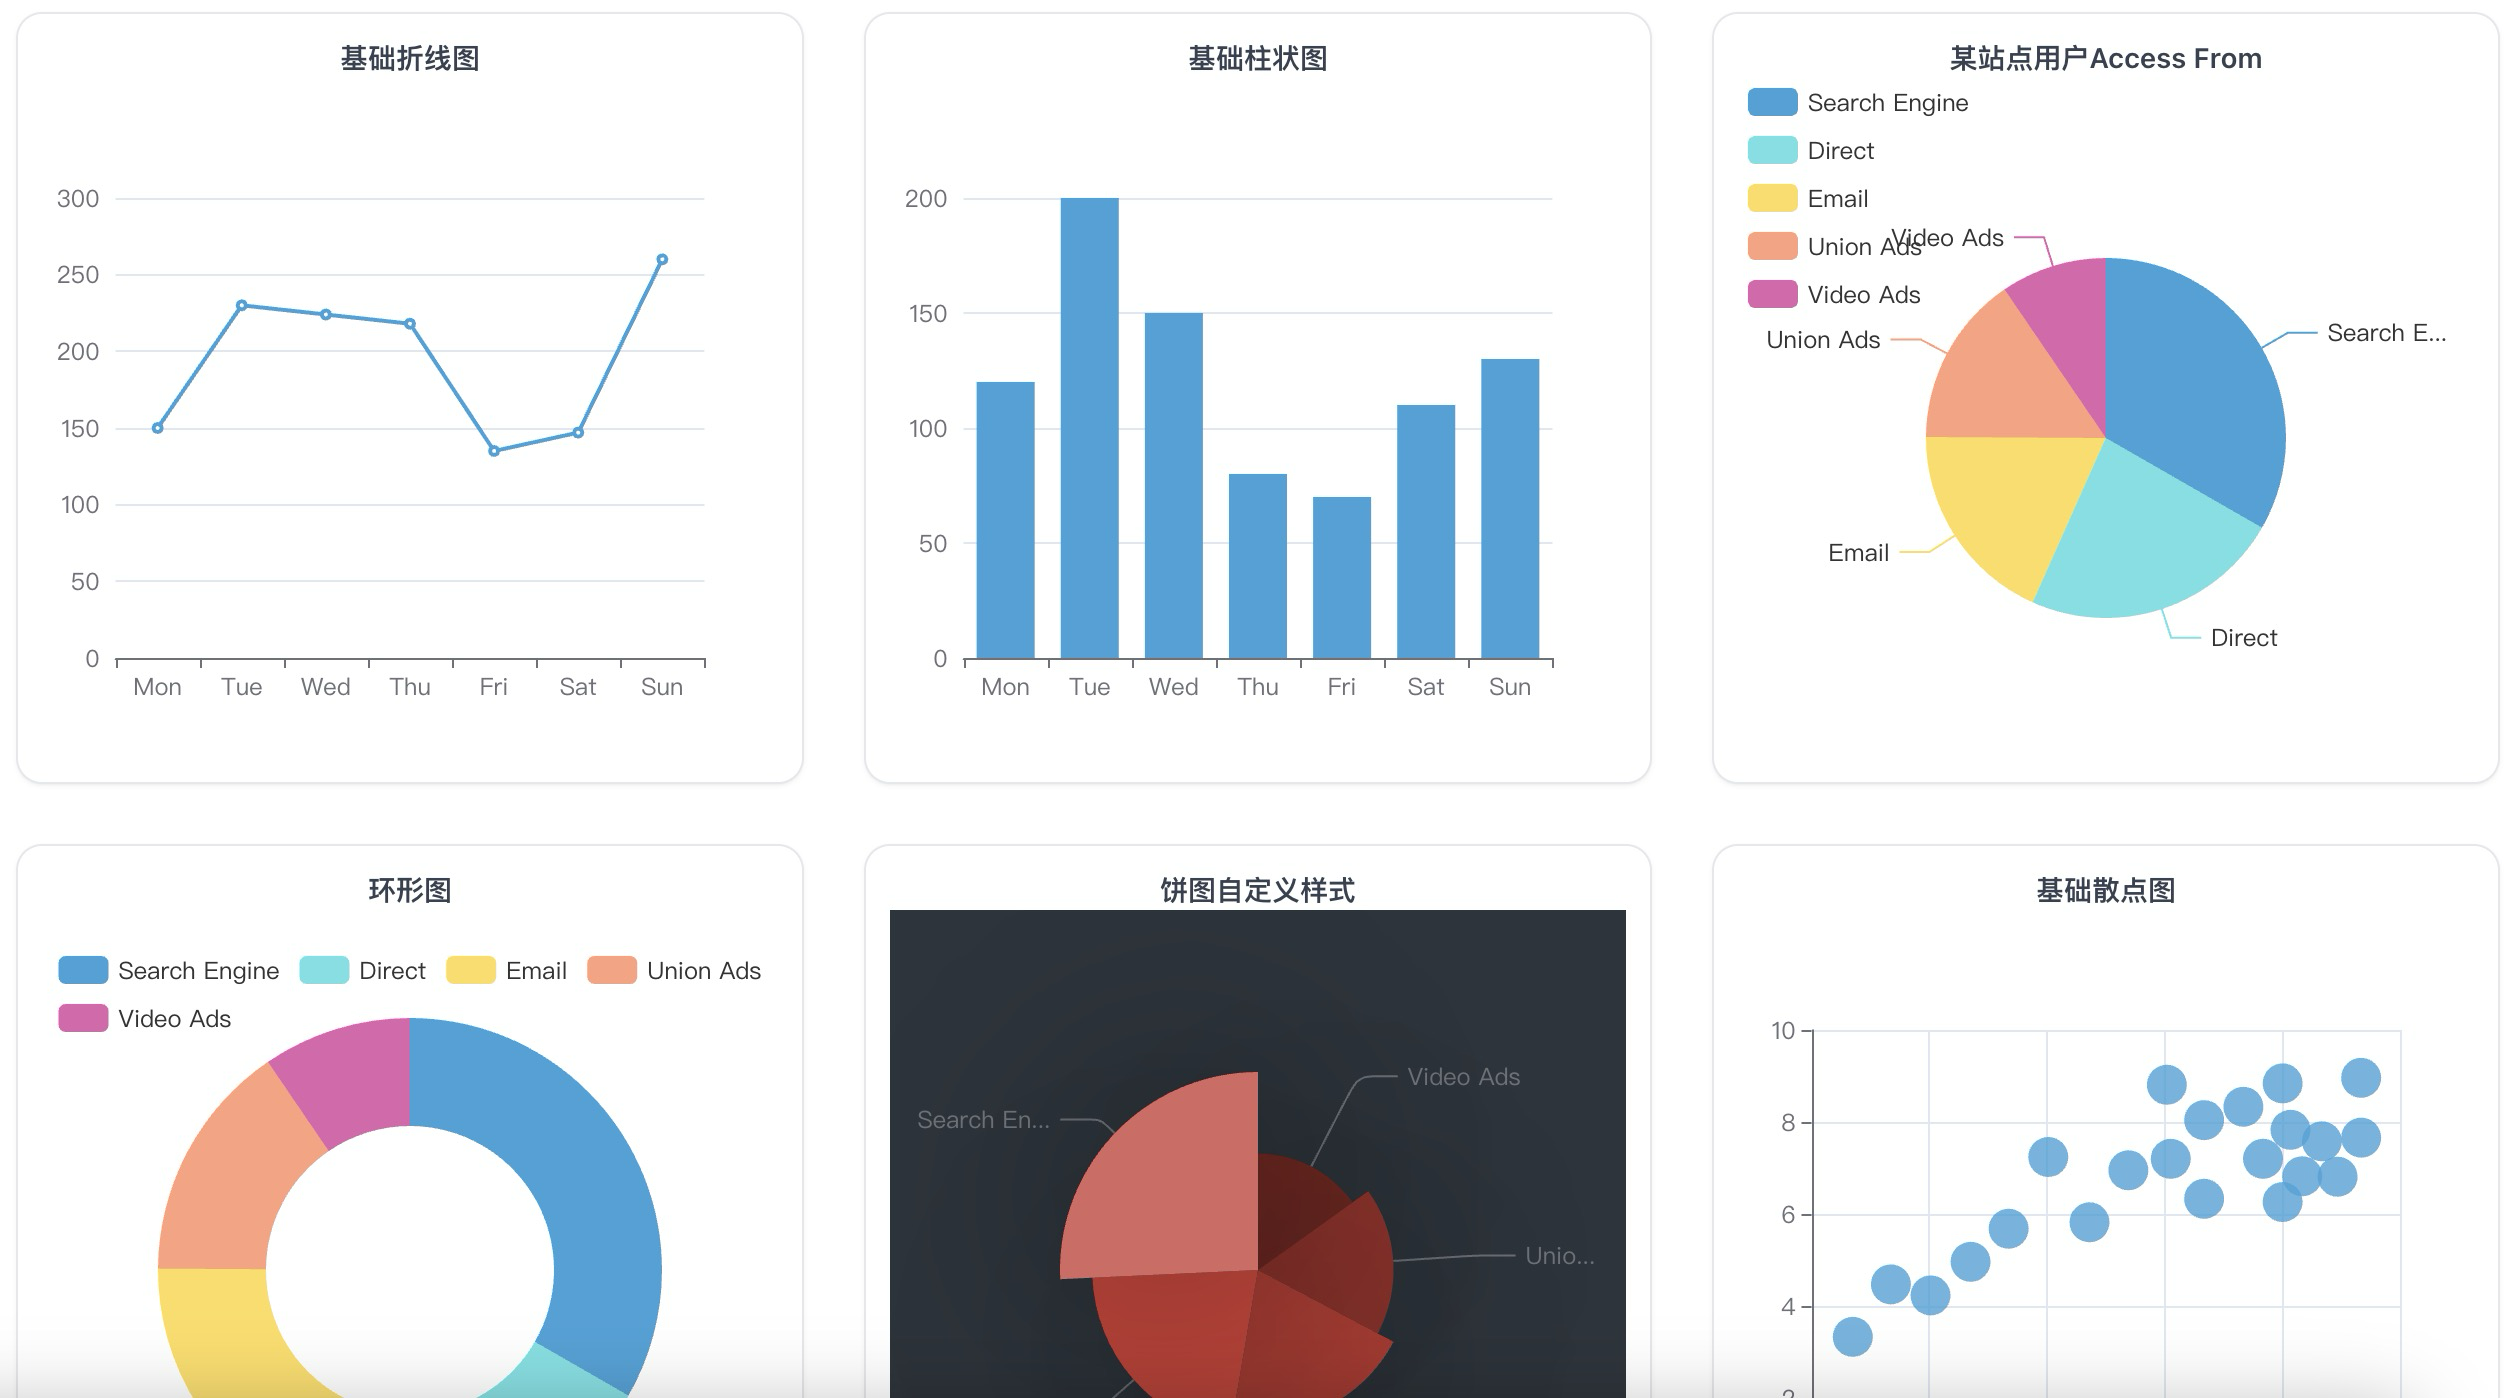 基础折线图
300
250
200
150
100
50
0
Mon Tue Wed Thu Fri Sat Sun
基础柱状图
200
150
100
50
0
Mon Tue Wed Thu Fri Sat Sun
某站点用户Access From
Search Engine
Direct
Email
Union Ads
Video Ads
Video Ads
Search E...
Union Ads
Email
Direct
环形图
Search Engine Direct Email Union Ads
Video Ads
饼图自定义样式
Video Ads
Search En...
Unio...
基础散点图
10
8
6
4
2